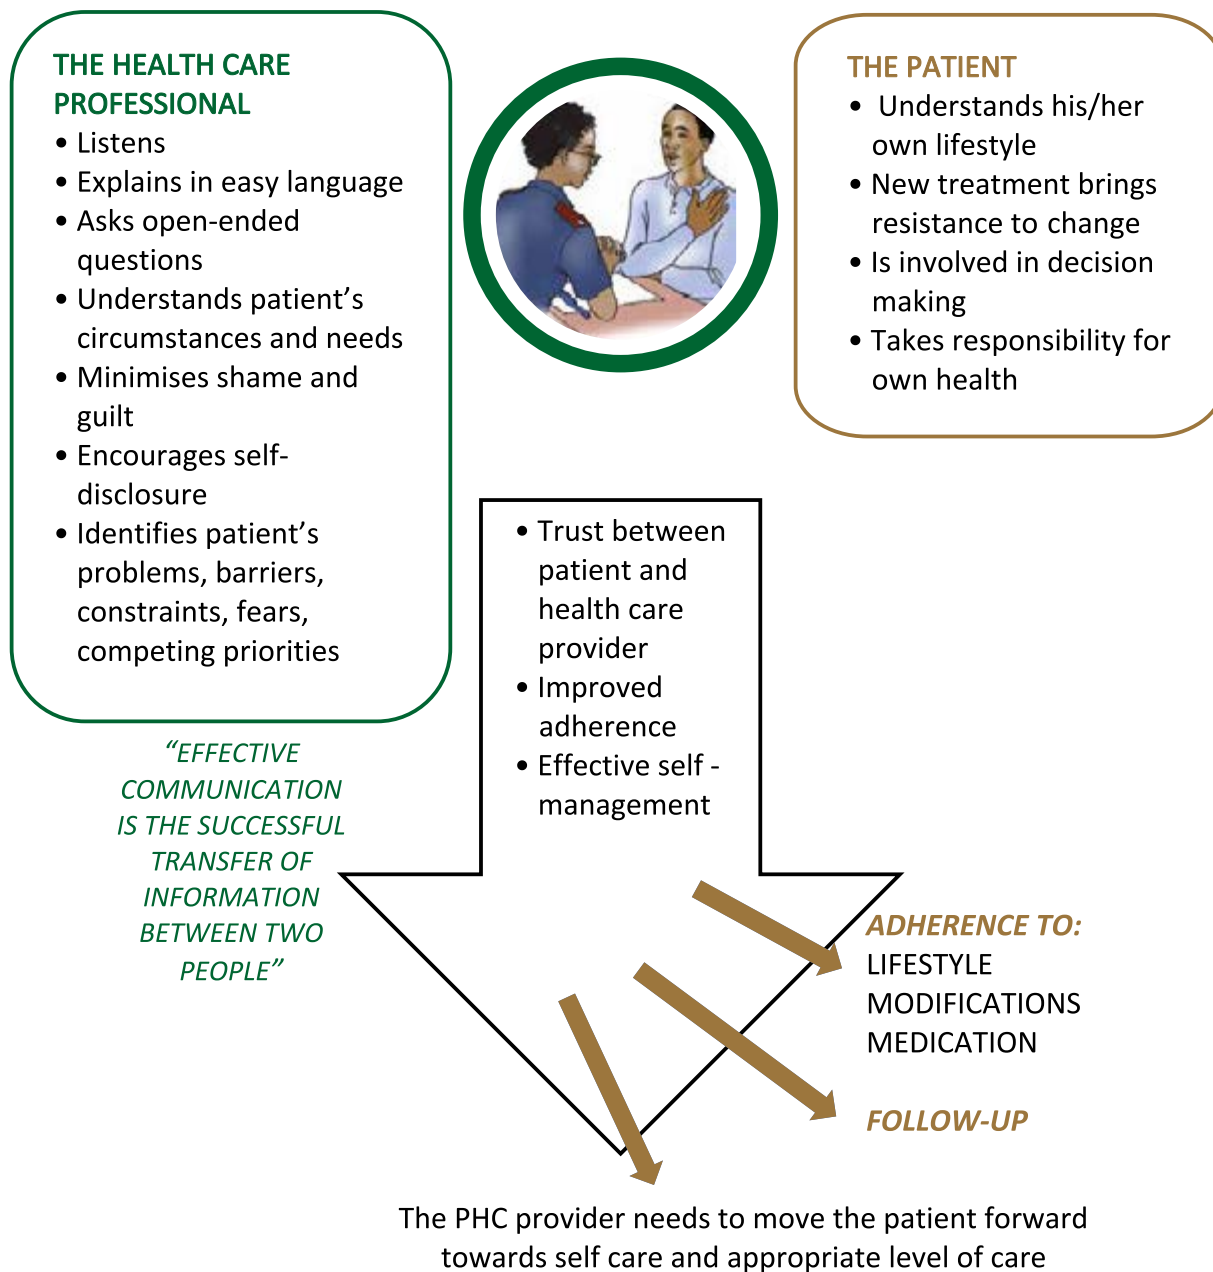 THE HEALTH CARE
PROFESSIONAL
• Listens
• Explains in easy language
• Asks open-ended
questions
• Understands patient’s
circumstances and needs
• Minimises shame and
guilt
• Encourages self-
disclosure
• Identifies patient’s
problems, barriers,
constraints, fears,
competing priorities
THE PATIENT
• Understands his/her
own lifestyle
• New treatment brings
resistance to change
• Is involved in decision
making
• Takes responsibility for
own health
• Trust between
patient and
health care
provider
• Improved
adherence
• Effective self -
management
“EFFECTIVE
COMMUNICATION
IS THE SUCCESSFUL
TRANSFER OF
INFORMATION
BETWEEN TWO
PEOPLE”
ADHERENCE TO:
LIFESTYLE
MODIFICATIONS
MEDICATION
FOLLOW-UP
The PHC provider needs to move the patient forward
towards self care and appropriate level of care